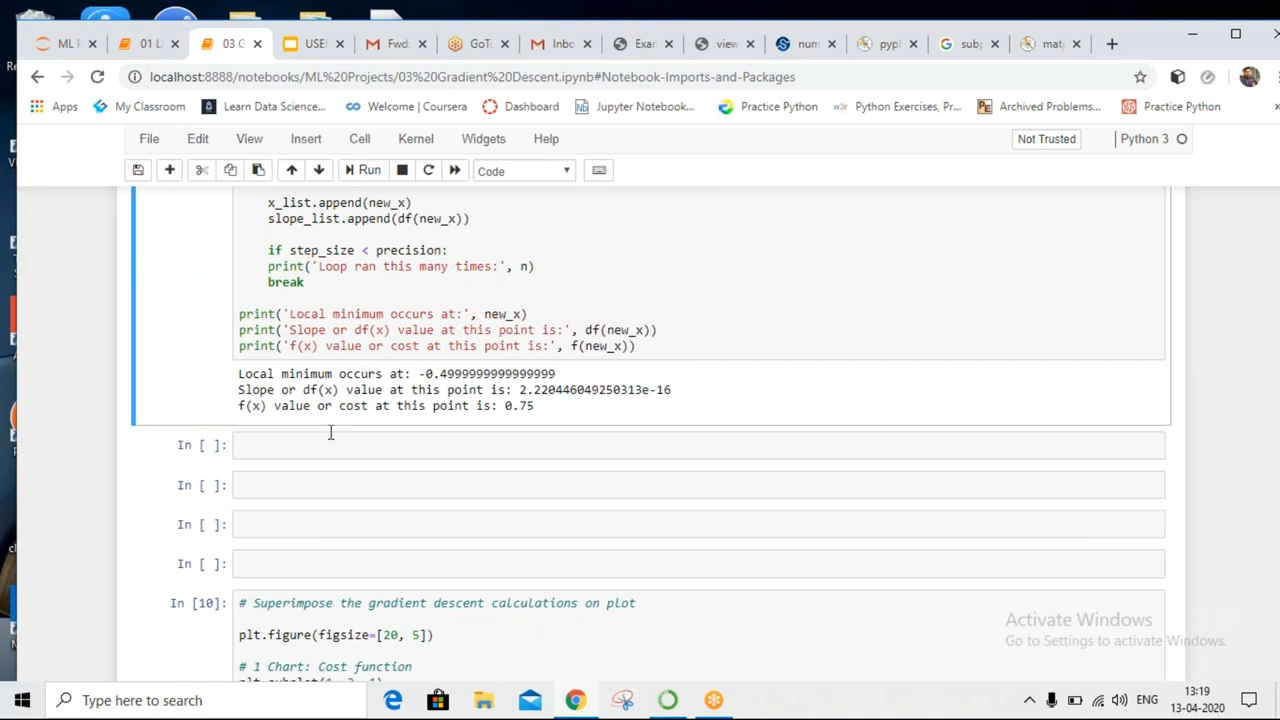 ML P
01 L
03 G
USEF
Fwd:
GoTo
Inbo
Exar
view
num
pypl
subp
mat
localhost:8888/notebooks/ML%20Projects/03%20Gradient%20Descent.ipynb#Notebook-Imports-and-Packages
Apps My Classroom Learn Data Science... Welcome | Coursera Dashboard Jupyter Notebook... Practice Python Python Exercises, Pr... Archived Problems... Practice Python »
File Edit View Insert Cell Kernel Widgets Help Not Trusted Python 3
Run Code
x_list.append(new_x)
slope_list.append(df(new_x))
if step_size < precision:
print('Loop ran this many times:', n)
break
print('Local minimum occurs at:', new_x)
print('Slope or df(x) value at this point is:', df(new_x))
print('f(x) value or cost at this point is:', f(new_x))
Local minimum occurs at: -0.4999999999999999
Slope or df(x) value at this point is: 2.220446049250313e-16
f(x) value or cost at this point is: 0.75
In [ ]:
In [ ]:
In [ ]:
In [ ]:
In [10]: # Superimpose the gradient descent calculations on plot
plt.figure(figsize=[20, 5])
# 1 Chart: Cost function
Activate Windows
Go to Settings to activate Windows.
Type here to search
ENG
13:19
13-04-2020